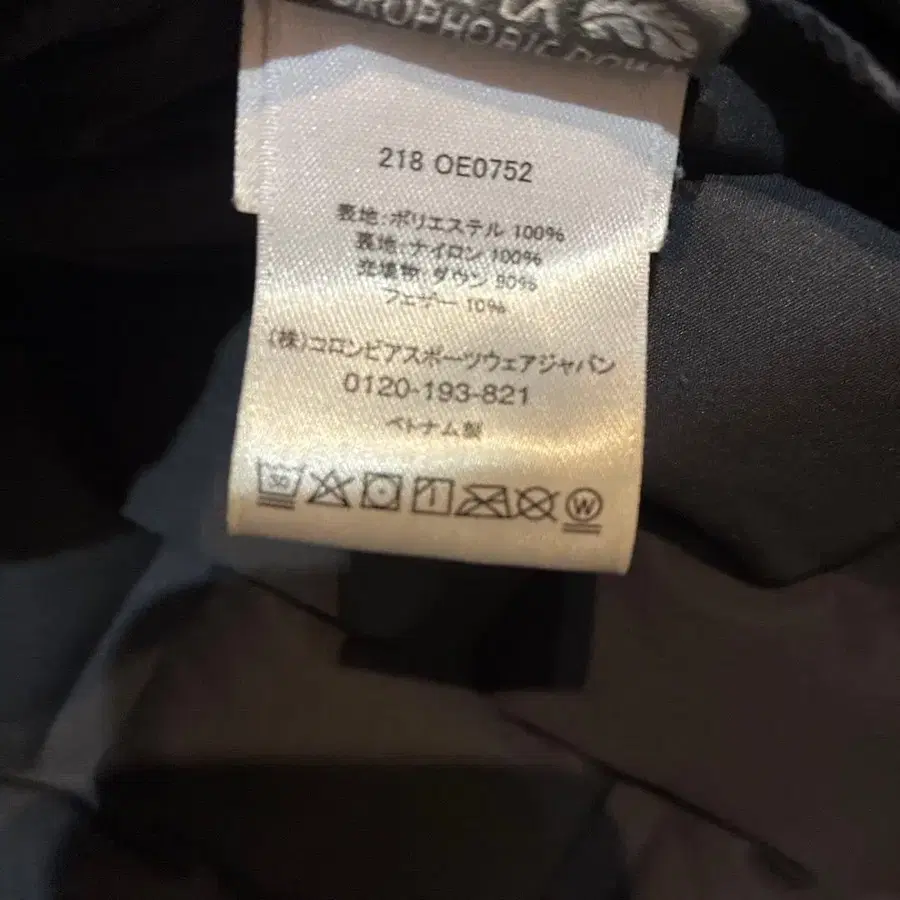 218 OE0752
表地:ポリエステル 100%
裏地:ナイロン 100%
充填物:ダウン 90%
フェザー 10%
(株)コロンビアスポーツウェアジャパン
0120-193-821
ベトナム製
30
W